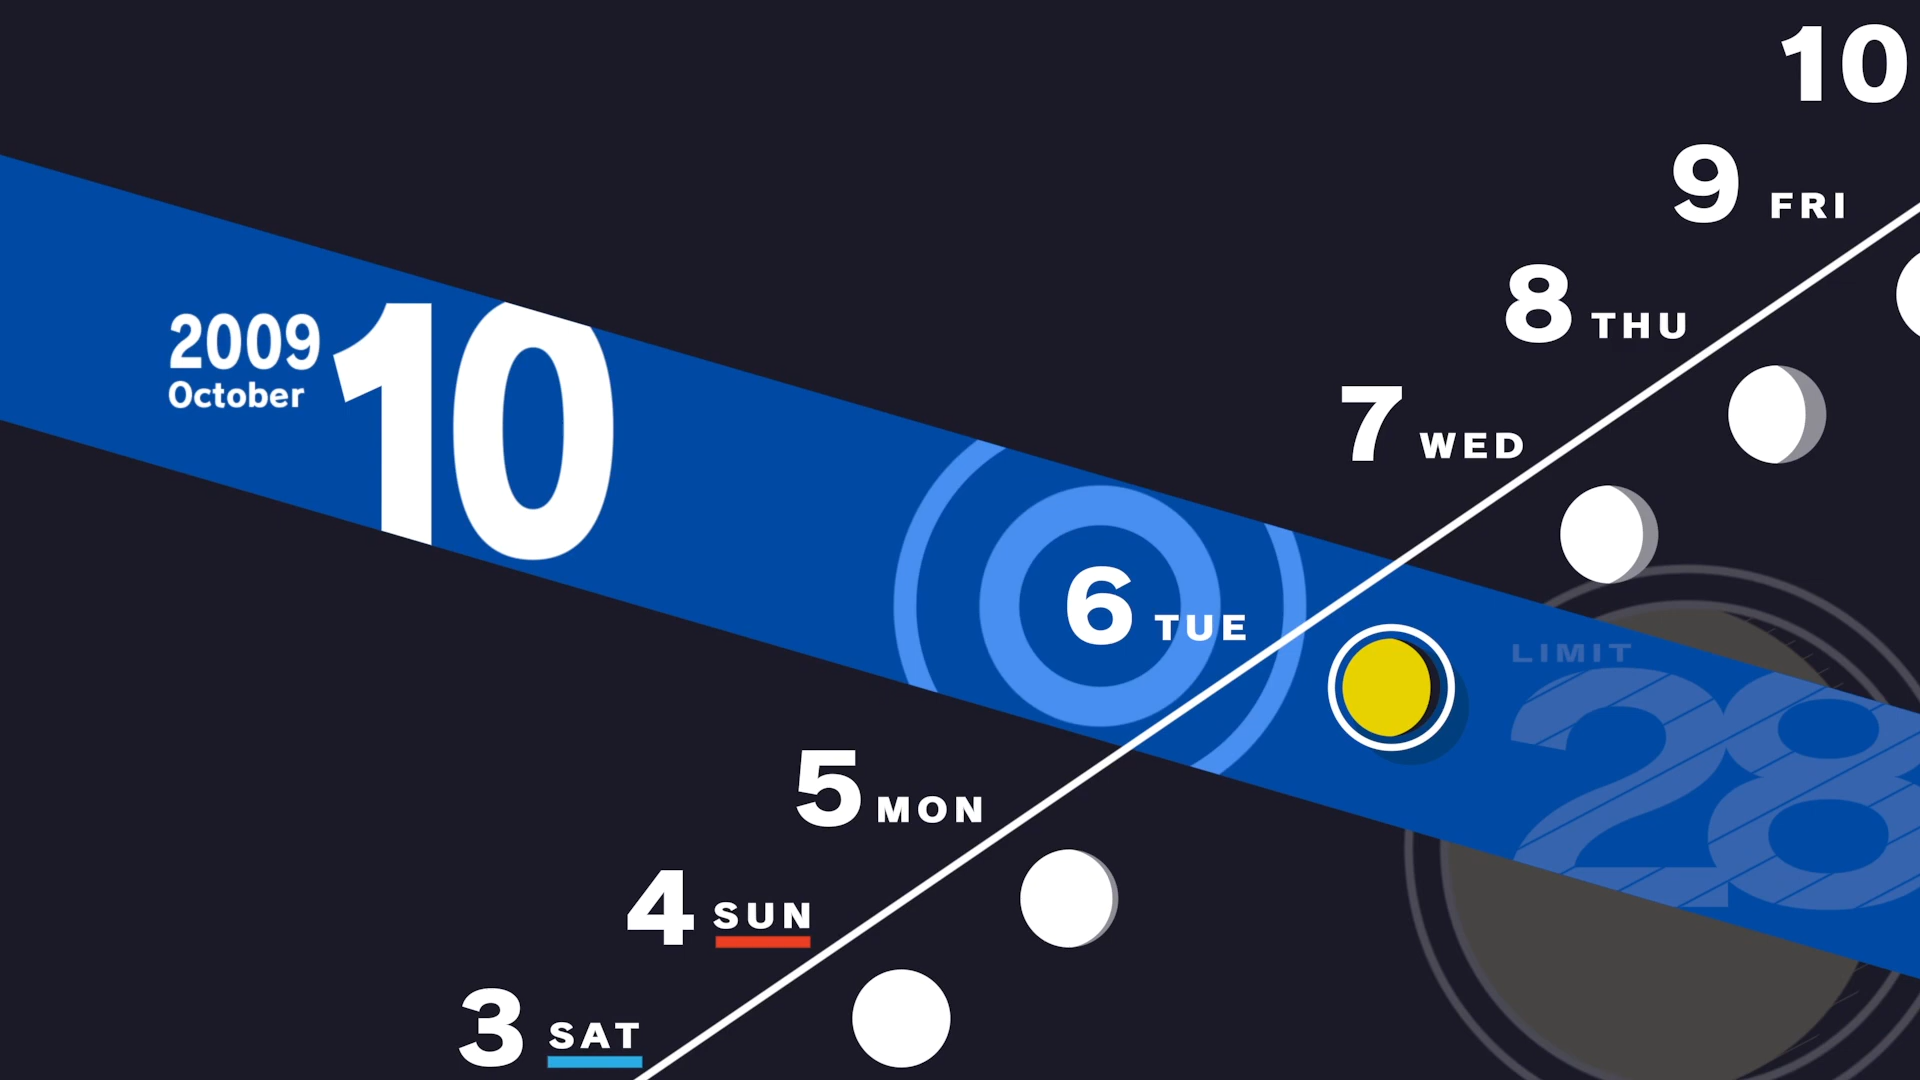 10
9 FRI
8 THU
2009
October
10
7 WED
6 TUE
LIMIT
28
5 MON
4 SUN
3 SAT